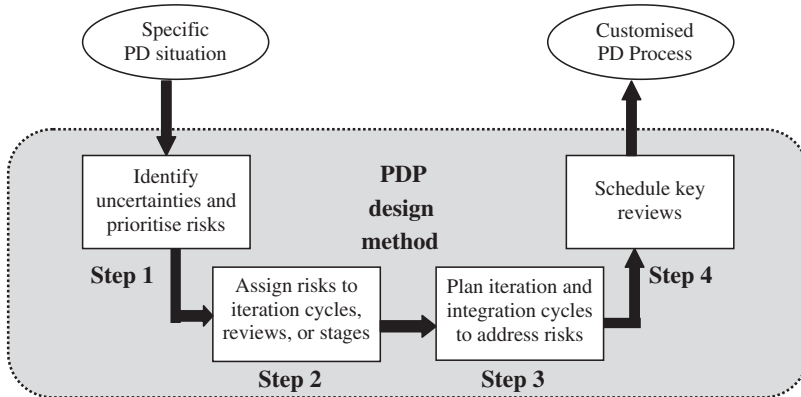 Specific
PD situation
Customised
PD Process
PDP
design
method
Identify
uncertainties and
prioritise risks
Step 1
Assign risks to
iteration cycles,
reviews, or stages
Step 2
Plan iteration and
integration cycles
to address risks
Step 3
Schedule key
reviews
Step 4